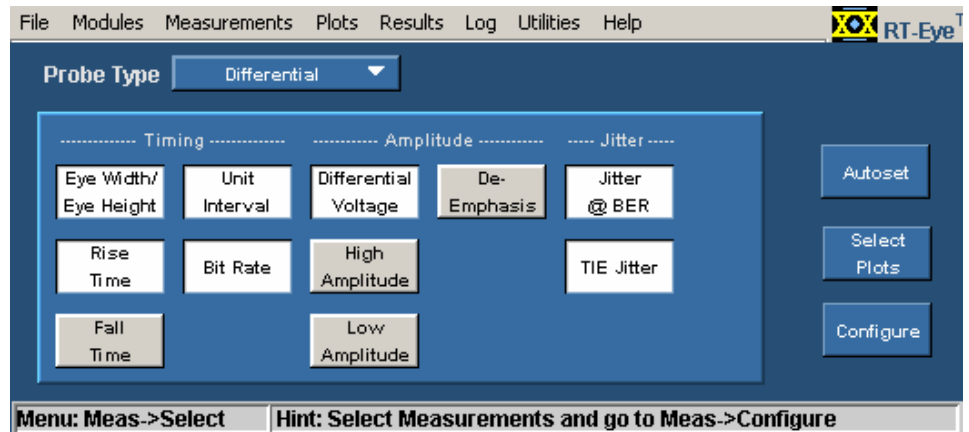 File Modules Measurements Plots Results Log Utilities Help
RT-Eye
Probe Type Differential
------------- Timing ------------- ----------- Amplitude ----------- ----- Jitter -----
Eye Width/
Eye Height
Unit
Interval
Differential
Voltage
De-
Emphasis
Jitter
@ BER
Autoset
Rise
Time
Bit Rate
High
Amplitude
TIE Jitter
Select
Plots
Fall
Time
Low
Amplitude
Configure
Menu: Meas->Select Hint: Select Measurements and go to Meas->Configure